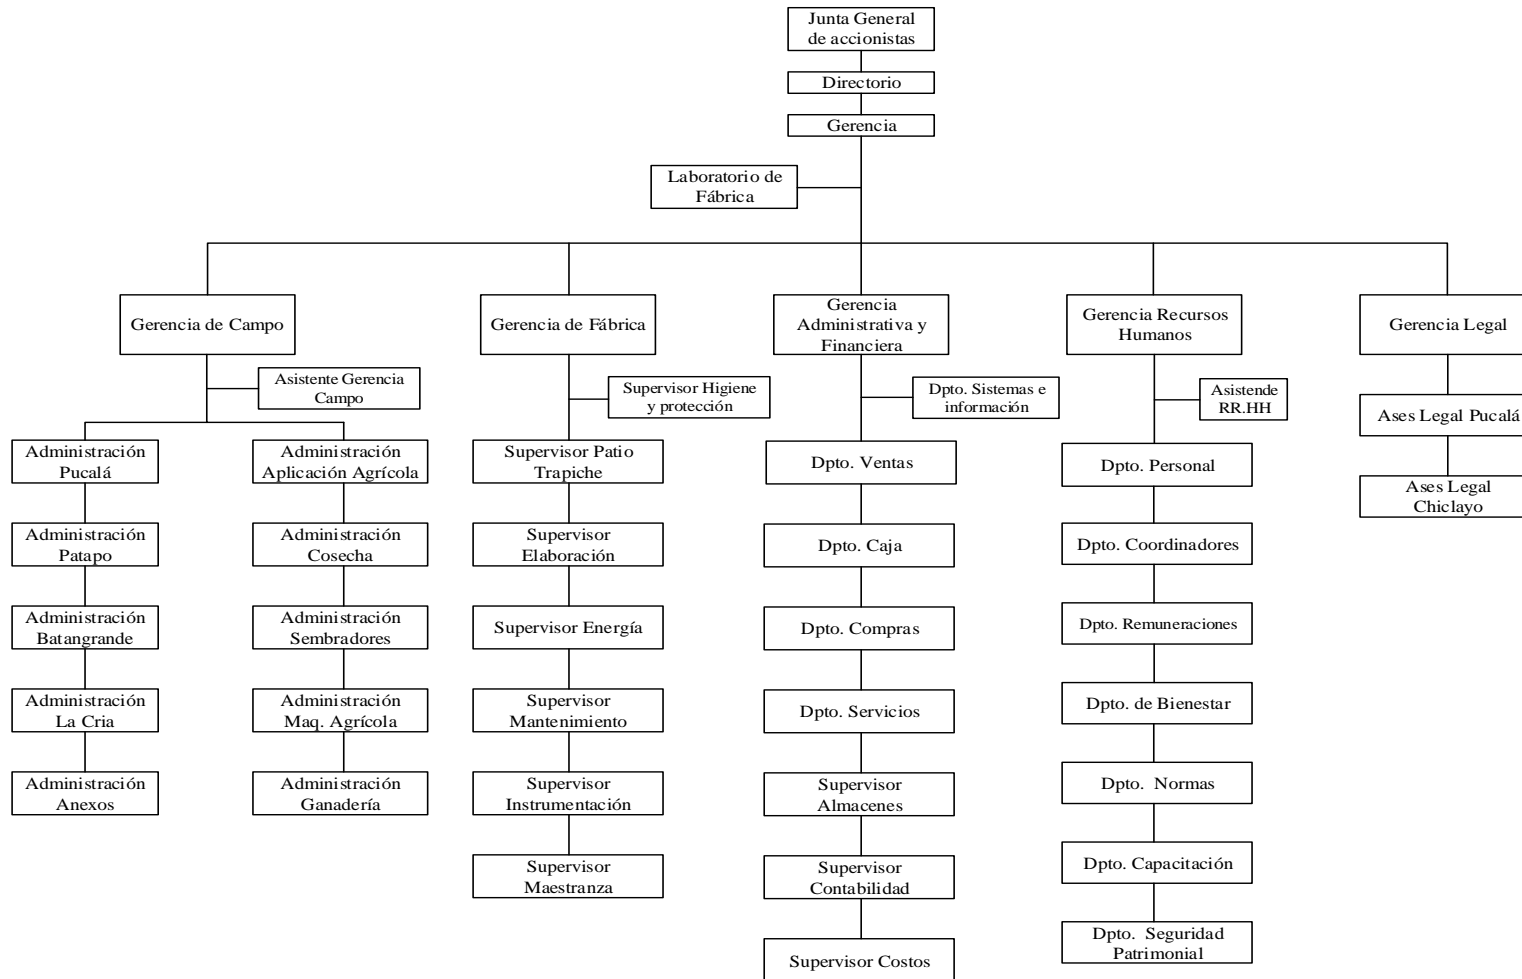 Junta General
de accionistas
Directorio
Gerencia
Laboratorio de
Fábrica
Gerencia de Campo
Gerencia de Fábrica
Gerencia
Administrativa y
Financiera
Gerencia Recursos
Humanos
Gerencia Legal
Asistente Gerencia
Campo
Supervisor Higiene
y protección
Dpto. Sistemas e
información
Asistende
RR.HH
Administración
Pucalá
Administración
Patapo
Administración
Batangrande
Administración
La Cria
Administración
Anexos
Administración
Aplicación Agrícola
Administración
Cosecha
Administración
Sembradores
Administración
Maq. Agrícola
Administración
Ganadería
Supervisor Patio
Trapiche
Supervisor
Elaboración
Supervisor Energía
Supervisor
Mantenimiento
Supervisor
Instrumentación
Supervisor
Maestranza
Dpto. Ventas
Dpto. Caja
Dpto. Compras
Dpto. Servicios
Supervisor
Almacenes
Supervisor
Contabilidad
Supervisor Costos
Dpto. Personal
Dpto. Coordinadores
Dpto. Remuneraciones
Dpto. de Bienestar
Dpto. Normas
Dpto. Capacitación
Dpto. Seguridad
Patrimonial
Ases Legal Pucalá
Ases Legal
Chiclayo